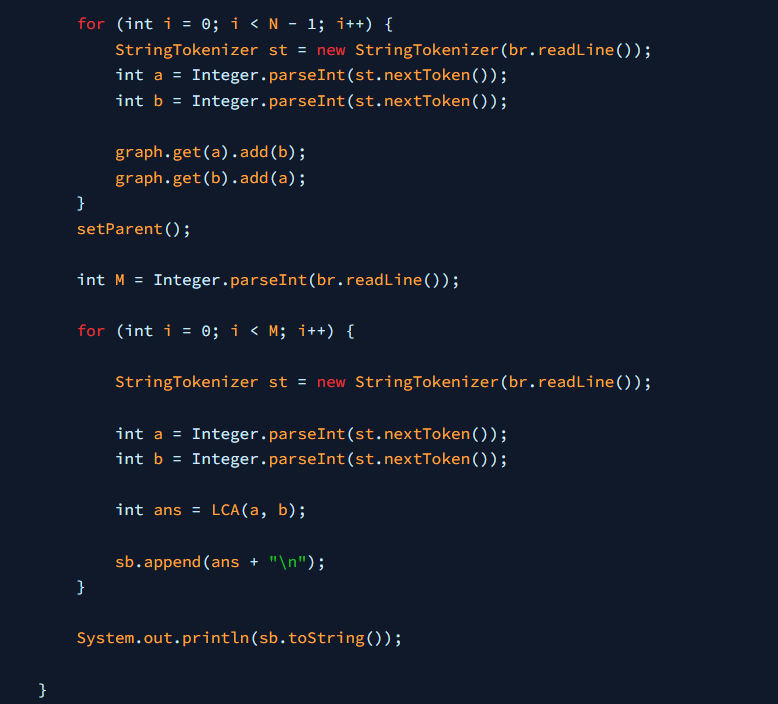 for (int i = 0; i < N - 1; i++) {
StringTokenizer st = new StringTokenizer(br.readLine());
int a = Integer.parseInt(st.nextToken());
int b = Integer.parseInt(st.nextToken());
graph.get(a).add(b);
graph.get(b).add(a);
}
setParent();
int M = Integer.parseInt(br.readLine());
for (int i = 0; i < M; i++) {
StringTokenizer st = new StringTokenizer(br.readLine());
int a = Integer.parseInt(st.nextToken());
int b = Integer.parseInt(st.nextToken());
int ans = LCA(a, b);
sb.append(ans + "\n");
}
System.out.println(sb.toString());
}